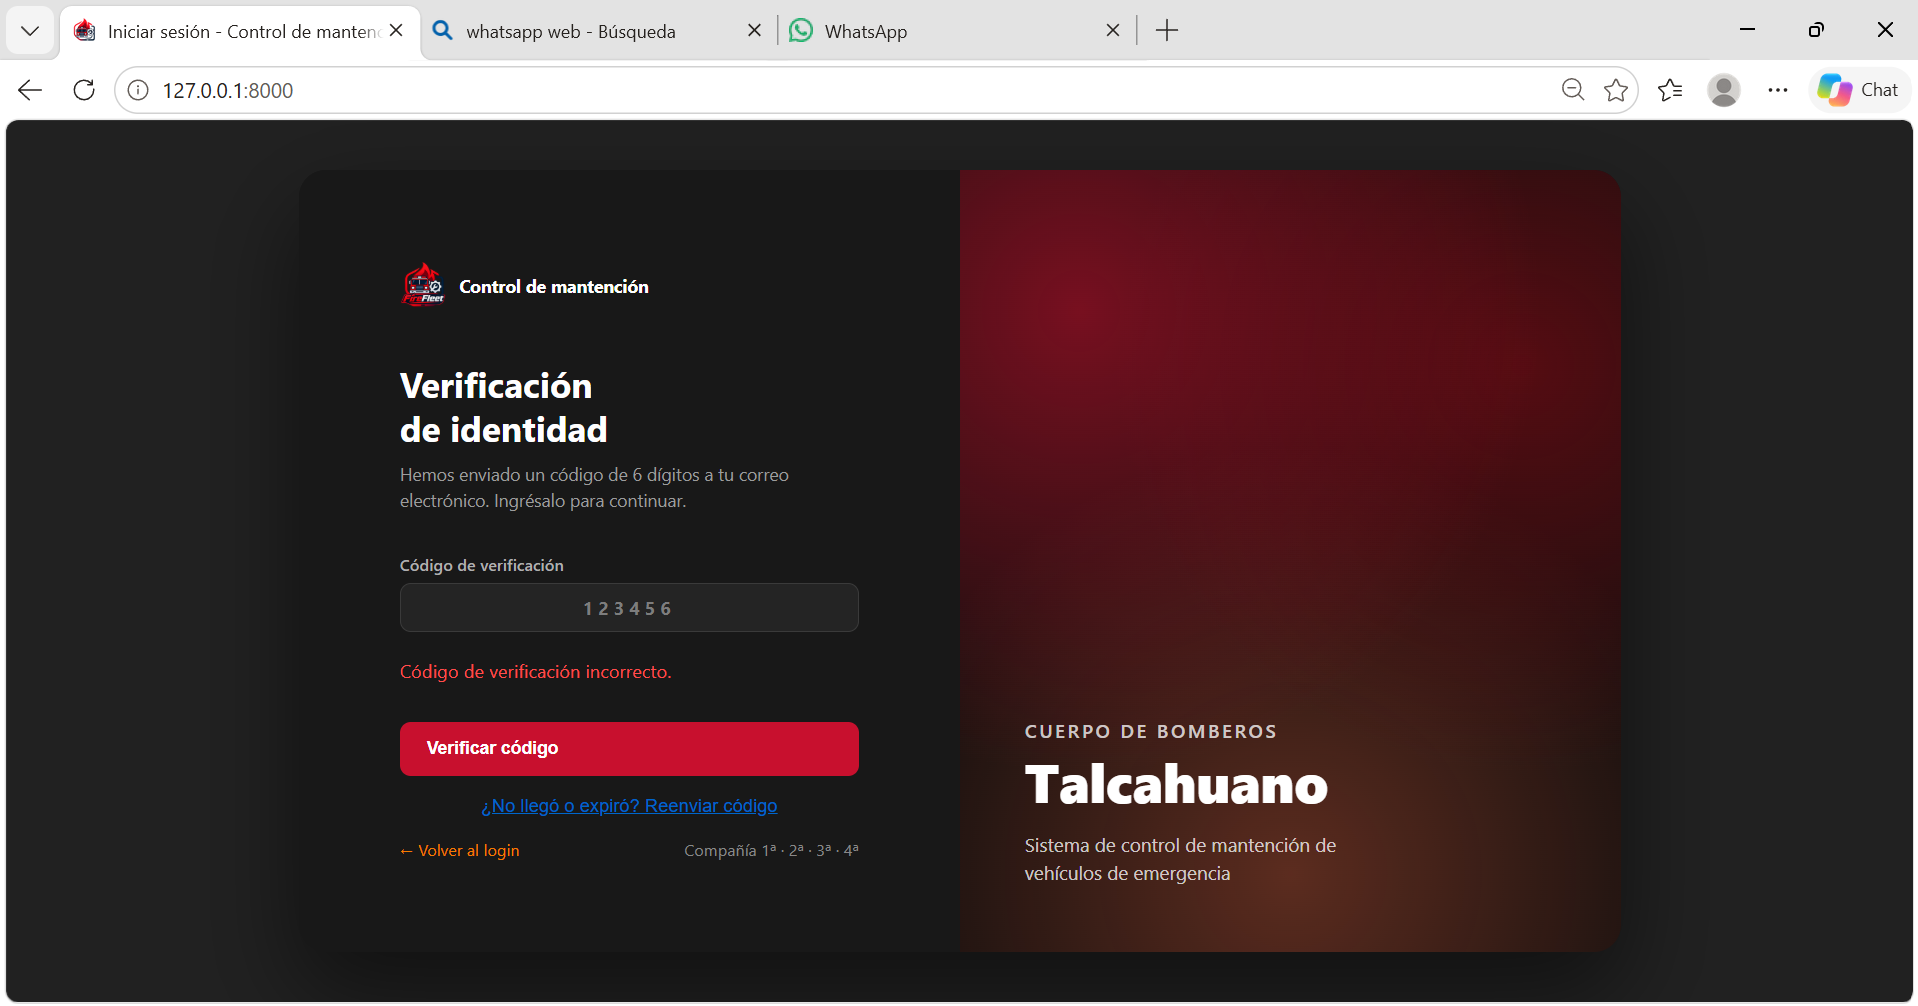 Iniciar sesión - Control de manten
whatsapp web - Búsqueda
WhatsApp
127.0.0.1:8000
Chat
FireFleet
Control de mantención
Verificación
de identidad
Hemos enviado un código de 6 dígitos a tu correo
electrónico. Ingrésalo para continuar.
Código de verificación
123456
Código de verificación incorrecto.
Verificar código
¿No llegó o expiró? Reenviar código
← Volver al login
Compañía 1ª · 2ª · 3ª · 4ª
CUERPO DE BOMBEROS
Talcahuano
Sistema de control de mantención de
vehículos de emergencia